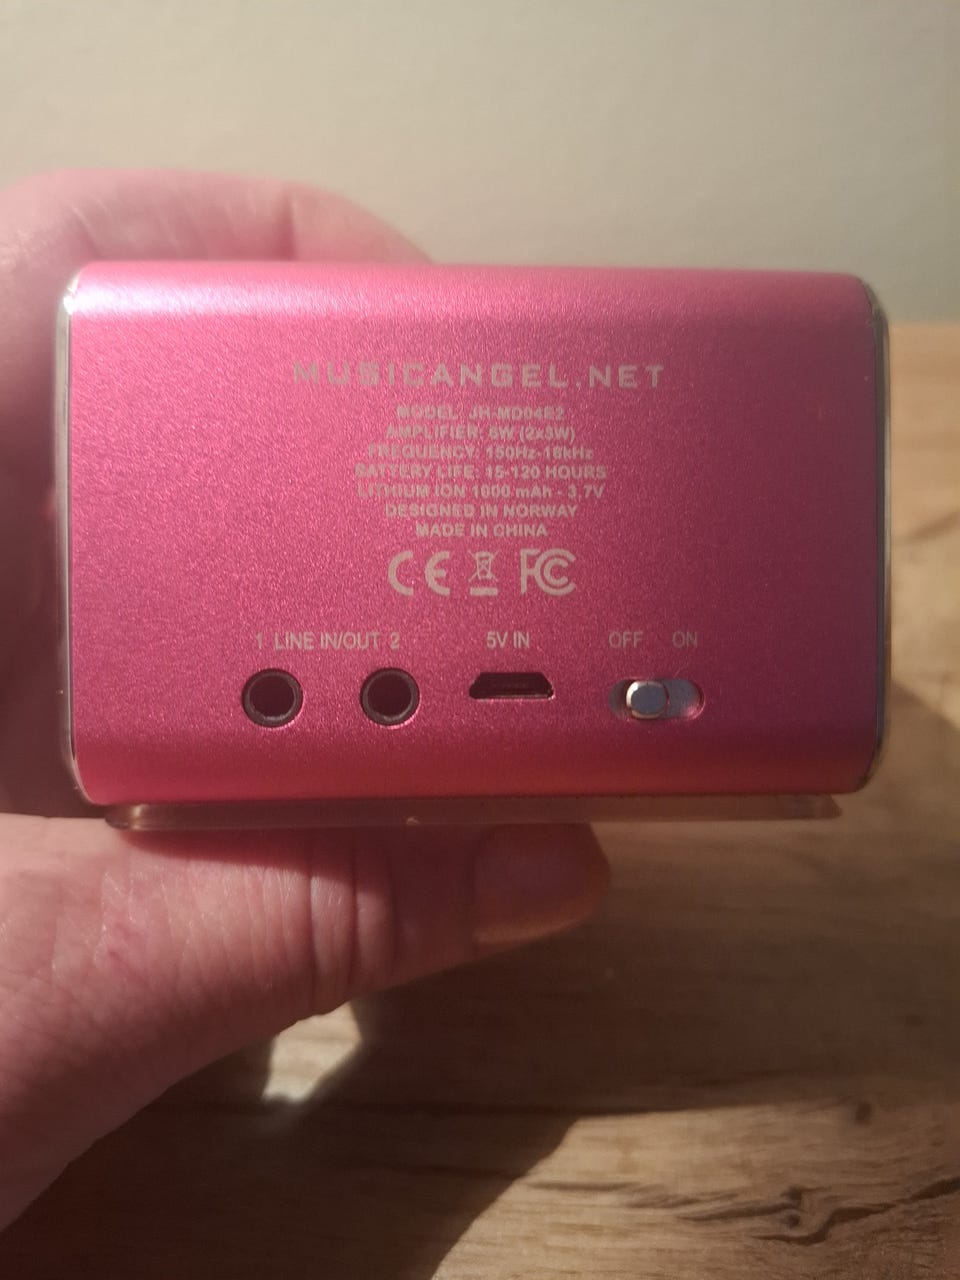 MUSICANGEL.NET
MODEL: JH-MD04E2
AMPLIFIER: 6W (2x3W)
FREQUENCY: 150Hz-18kHz
BATTERY LIFE: 15-120 HOURS
LITHIUM ION 1000 mAh - 3,7V
DESIGNED IN NORWAY
MADE IN CHINA
CE FC
1 LINE IN/OUT 2 5V IN OFF ON